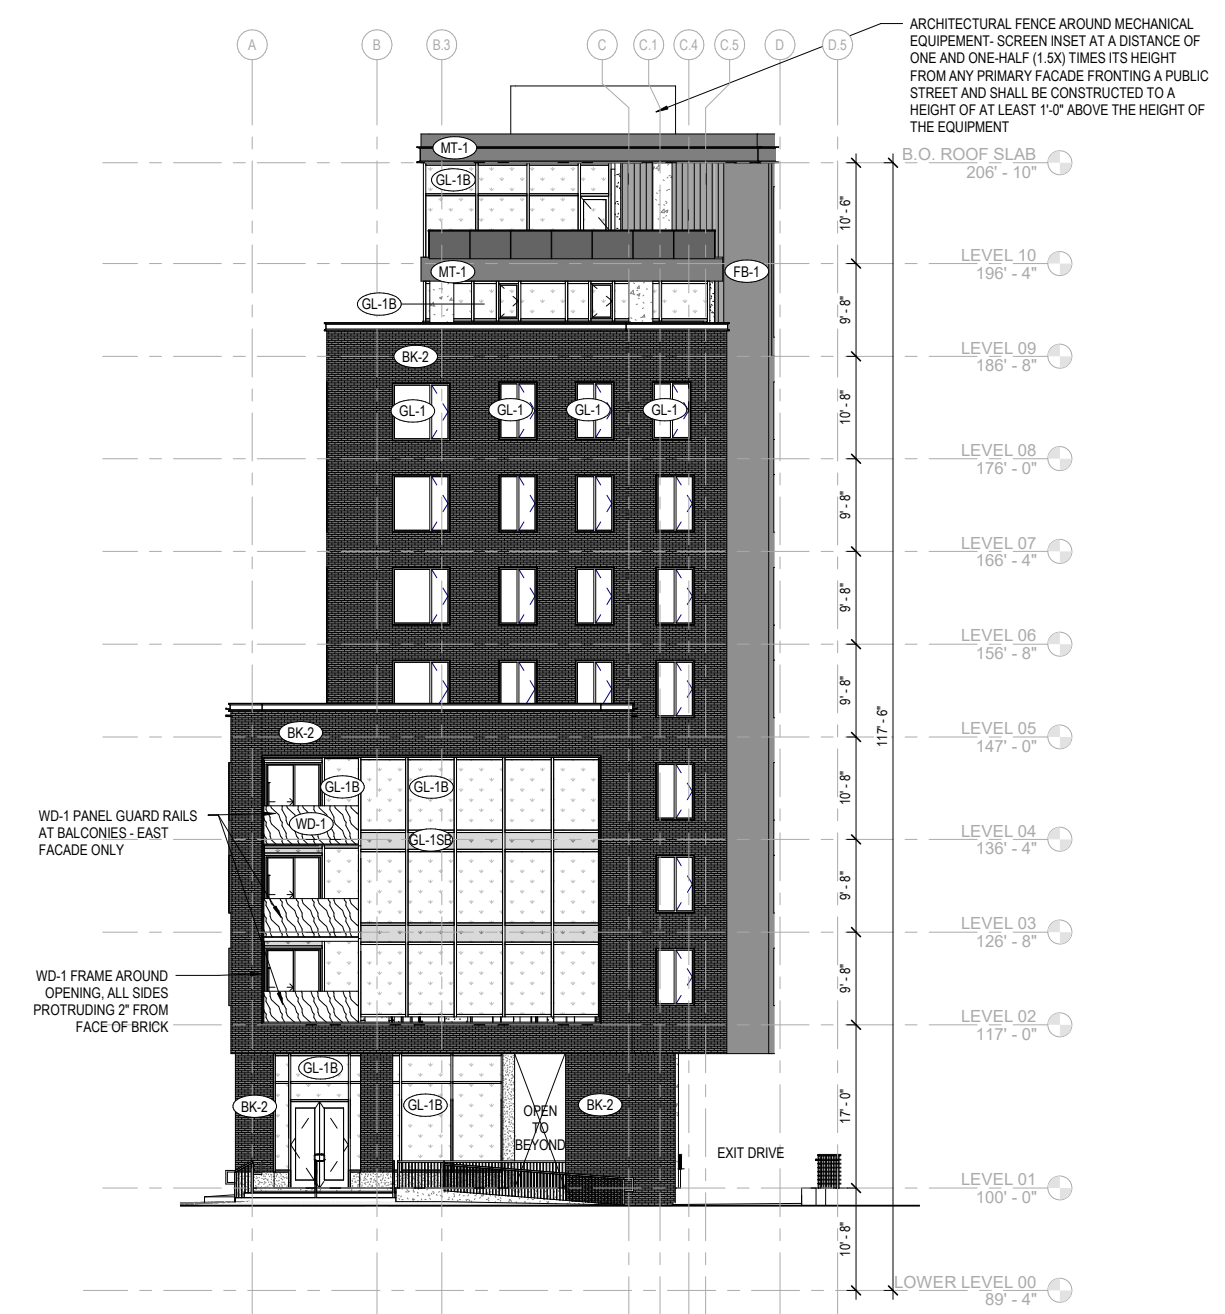 ARCHITECTURAL FENCE AROUND MECHANICAL
EQUIPEMENT- SCREEN INSET AT A DISTANCE OF
ONE AND ONE-HALF (1.5X) TIMES ITS HEIGHT
FROM ANY PRIMARY FACADE FRONTING A PUBLIC
STREET AND SHALL BE CONSTRUCTED TO A
HEIGHT OF AT LEAST 1'-0" ABOVE THE HEIGHT OF
THE EQUIPMENT
A
B
B.3
C
C.1
C.4
C.5
D
D.5
MT-1
B.O. ROOF SLAB
206' - 10"
GL-1B
10' - 6"
LEVEL 10
196' - 4"
MT-1
FB-1
GL-1B
9' - 8"
LEVEL 09
186' - 8"
BK-2
GL-1
GL-1
GL-1
GL-1
10' - 8"
LEVEL 08
176' - 0"
9' - 8"
LEVEL 07
166' - 4"
9' - 8"
LEVEL 06
156' - 8"
9' - 8"
117' - 6"
LEVEL 05
147' - 0"
BK-2
GL-1B
GL-1B
10' - 8"
WD-1 PANEL GUARD RAILS
AT BALCONIES - EAST
FACADE ONLY
WD-1
GL-1SB
LEVEL 04
136' - 4"
9' - 8"
LEVEL 03
126' - 8"
WD-1 FRAME AROUND
OPENING, ALL SIDES
PROTRUDING 2" FROM
FACE OF BRICK
9' - 8"
LEVEL 02
117' - 0"
GL-1B
BK-2
GL-1B
OPEN
TO
BEYOND
BK-2
17' - 0"
EXIT DRIVE
LEVEL 01
100' - 0"
10' - 8"
LOWER LEVEL 00
89' - 4"